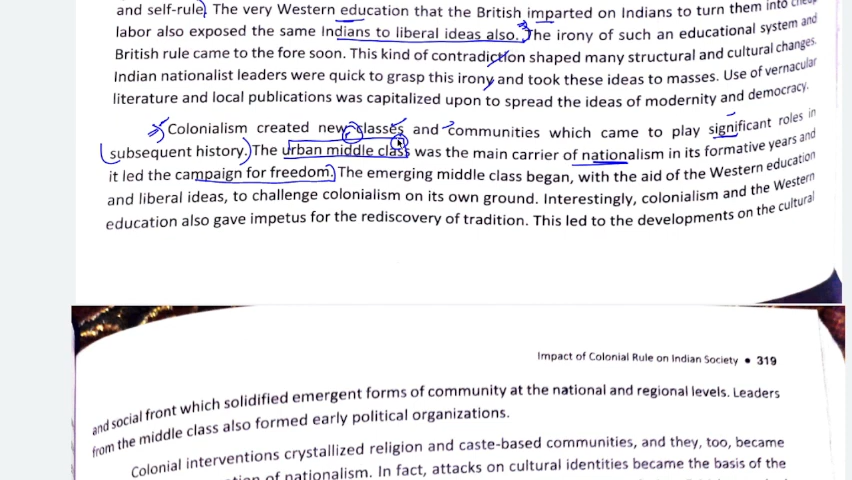 and self-rule. The very Western education that the British imparted on Indians to turn them into cheap
labor also exposed the same Indians to liberal ideas also. The irony of such an educational system and
British rule came to the fore soon. This kind of contradiction shaped many structural and cultural changes.
Indian nationalist leaders were quick to grasp this irony and took these ideas to masses. Use of vernacular
literature and local publications was capitalized upon to spread the ideas of modernity and democracy.
Colonialism created new classes and communities which came to play significant roles in
subsequent history. The urban middle class was the main carrier of nationalism in its formative years and
it led the campaign for freedom. The emerging middle class began, with the aid of the Western education
and liberal ideas, to challenge colonialism on its own ground. Interestingly, colonialism and the Western
education also gave impetus for the rediscovery of tradition. This led to the developments on the cultural
Impact of Colonial Rule on Indian Society • 319
and social front which solidified emergent forms of community at the national and regional levels. Leaders
from the middle class also formed early political organizations.
Colonial interventions crystallized religion and caste-based communities, and they, too, became
of nationalism. In fact, attacks on cultural identities became the basis of the